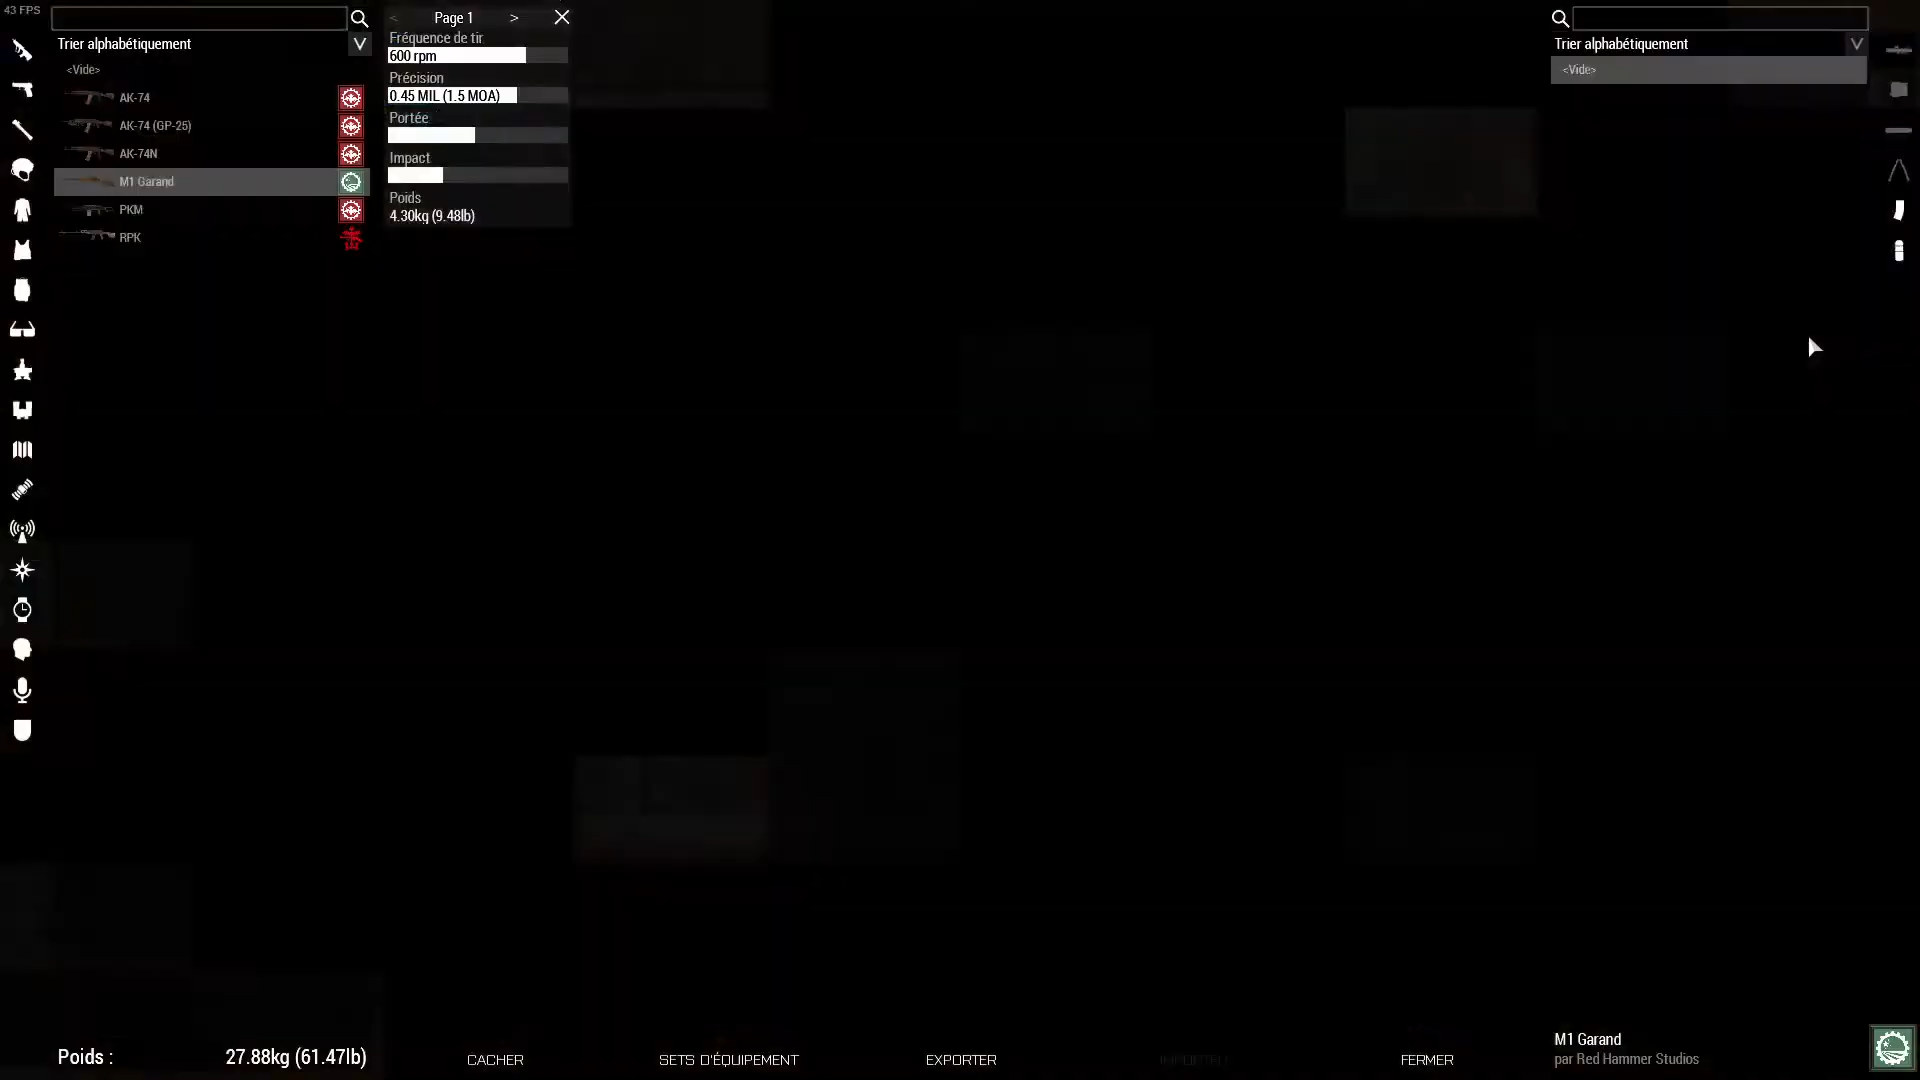 43 FPS
Trier alphabétiquement
V
<Vide>
AK-74
AK-74 (GP-25)
AK-74N
M1 Garand
PKM
RPK
< Page 1 >
Fréquence de tir
600 rpm
Précision
0.45 MIL (1.5 MOA)
Portée
Impact
Poids
4.30kg (9.48lb)
Trier alphabétiquement
V
<Vide>
Poids :
27.88kg (61.47lb)
CACHER
SETS D'ÉQUIPEMENT
EXPORTER
FERMER
M1 Garand
par Red Hammer Studios